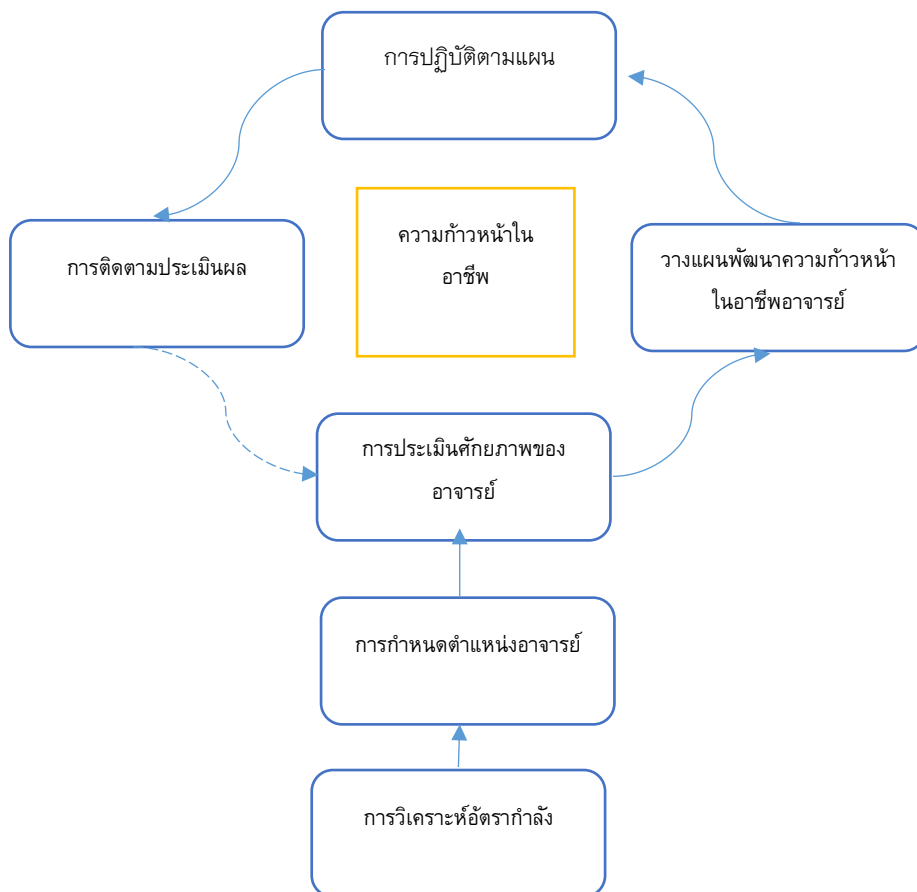 การปฏิบัติตามแผน
ความก้าวหน้าใน
อาชีพ
การติดตามประเมินผล
วางแผนพัฒนาความก้าวหน้า
ในอาชีพอาจารย์
การประเมินศักยภาพของ
อาจารย์
การกำหนดตำแหน่งอาจารย์
การวิเคราะห์อัตรากำลัง